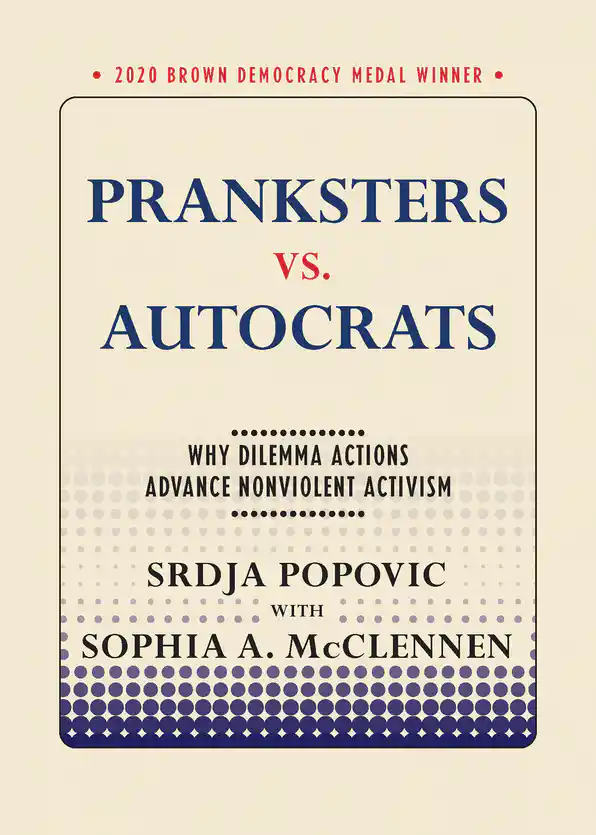 • 2020 BROWN DEMOCRACY MEDAL WINNER •
PRANKSTERS
VS.
AUTOCRATS
WHY DILEMMA ACTIONS
ADVANCE NONVIOLENT ACTIVISM
SRDJA POPOVIC
WITH
SOPHIA A. McCLENNEN